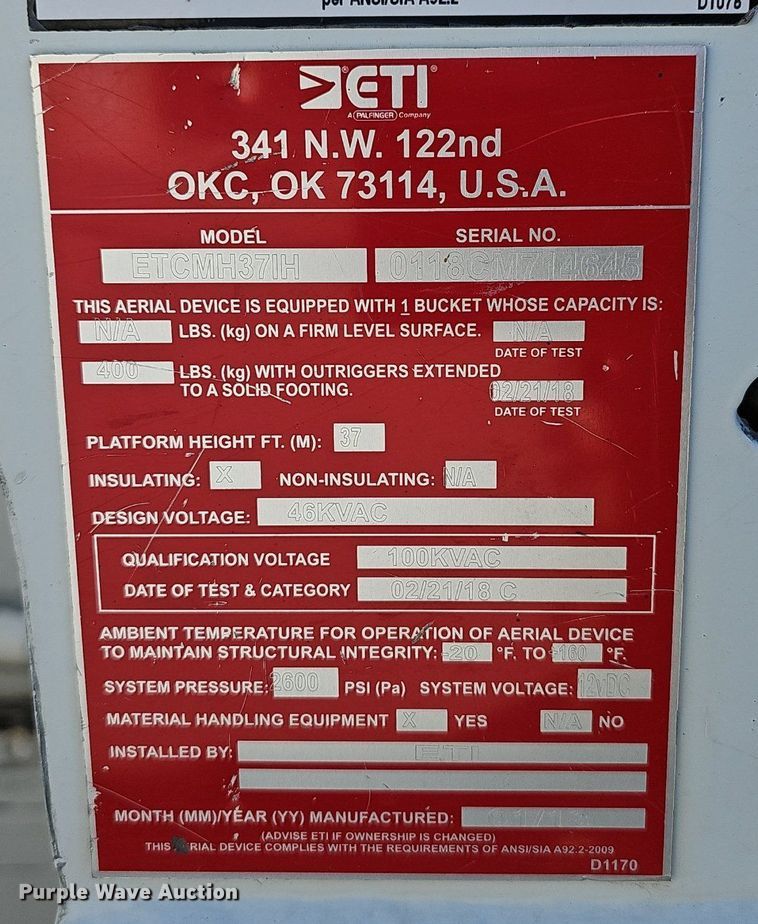 per ANSI/SIA A92.2
D1078
ETI
A PALFINGER Company
341 N.W. 122nd
OKC, OK 73114, U.S.A.
MODEL SERIAL NO.
ETCMH37IH 0118CM714645
THIS AERIAL DEVICE IS EQUIPPED WITH 1 BUCKET WHOSE CAPACITY IS:
N/A LBS. (kg) ON A FIRM LEVEL SURFACE. N/A
DATE OF TEST
400 LBS. (kg) WITH OUTRIGGERS EXTENDED
TO A SOLID FOOTING. 02/21/18
DATE OF TEST
PLATFORM HEIGHT FT. (M): 37
INSULATING: X NON-INSULATING: N/A
DESIGN VOLTAGE: 46KVAC
QUALIFICATION VOLTAGE 100KVAC
DATE OF TEST & CATEGORY 02/21/18 C
AMBIENT TEMPERATURE FOR OPERATION OF AERIAL DEVICE
TO MAINTAIN STRUCTURAL INTEGRITY: -20 °F. TO +160 °F.
SYSTEM PRESSURE: 2600 PSI (Pa) SYSTEM VOLTAGE: 12VDC
MATERIAL HANDLING EQUIPMENT X YES N/A NO
INSTALLED BY: ETI
MONTH (MM)/YEAR (YY) MANUFACTURED:
(ADVISE ETI IF OWNERSHIP IS CHANGED)
THIS AERIAL DEVICE COMPLIES WITH THE REQUIREMENTS OF ANSI/SIA A92.2-2009
D1170
Purple Wave Auction